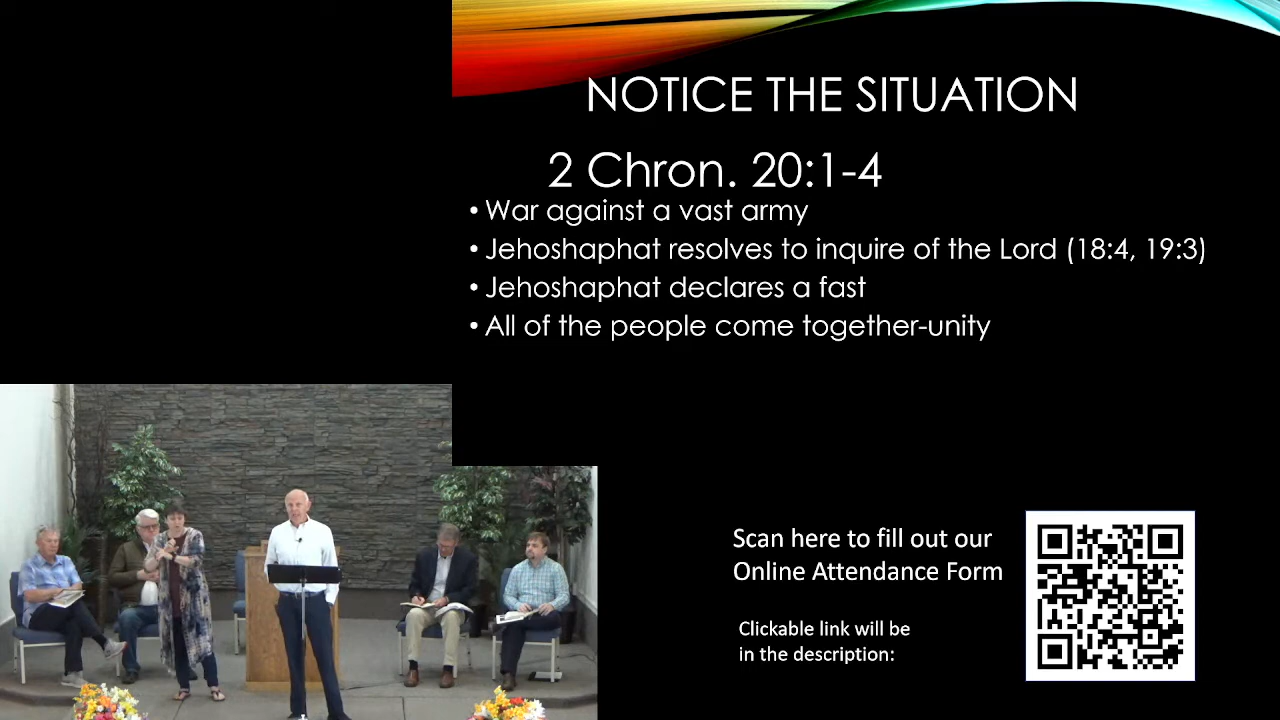 NOTICE THE SITUATION
2 Chron. 20:1-4
• War against a vast army
• Jehoshaphat resolves to inquire of the Lord (18:4, 19:3)
• Jehoshaphat declares a fast
• All of the people come together-unity
Scan here to fill out our
Online Attendance Form
Clickable link will be
in the description: